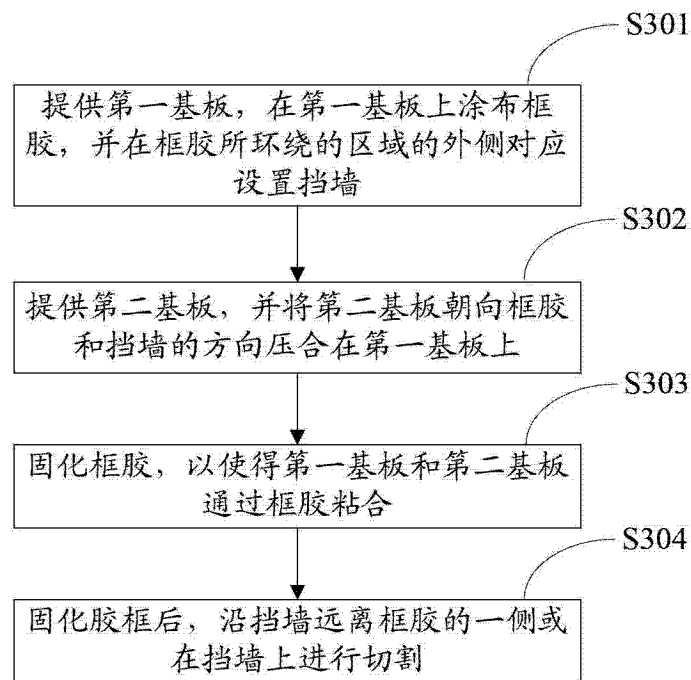 S301
提供第一基板，在第一基板上涂布框
胶，并在框胶所环绕的区域的外侧对应
设置挡墙
S302
提供第二基板，并将第二基板朝向框胶
和挡墙的方向压合在第一基板上
S303
固化框胶，以使得第一基板和第二基板
通过框胶粘合
S304
固化胶框后，沿挡墙远离框胶的一侧或
在挡墙上进行切割